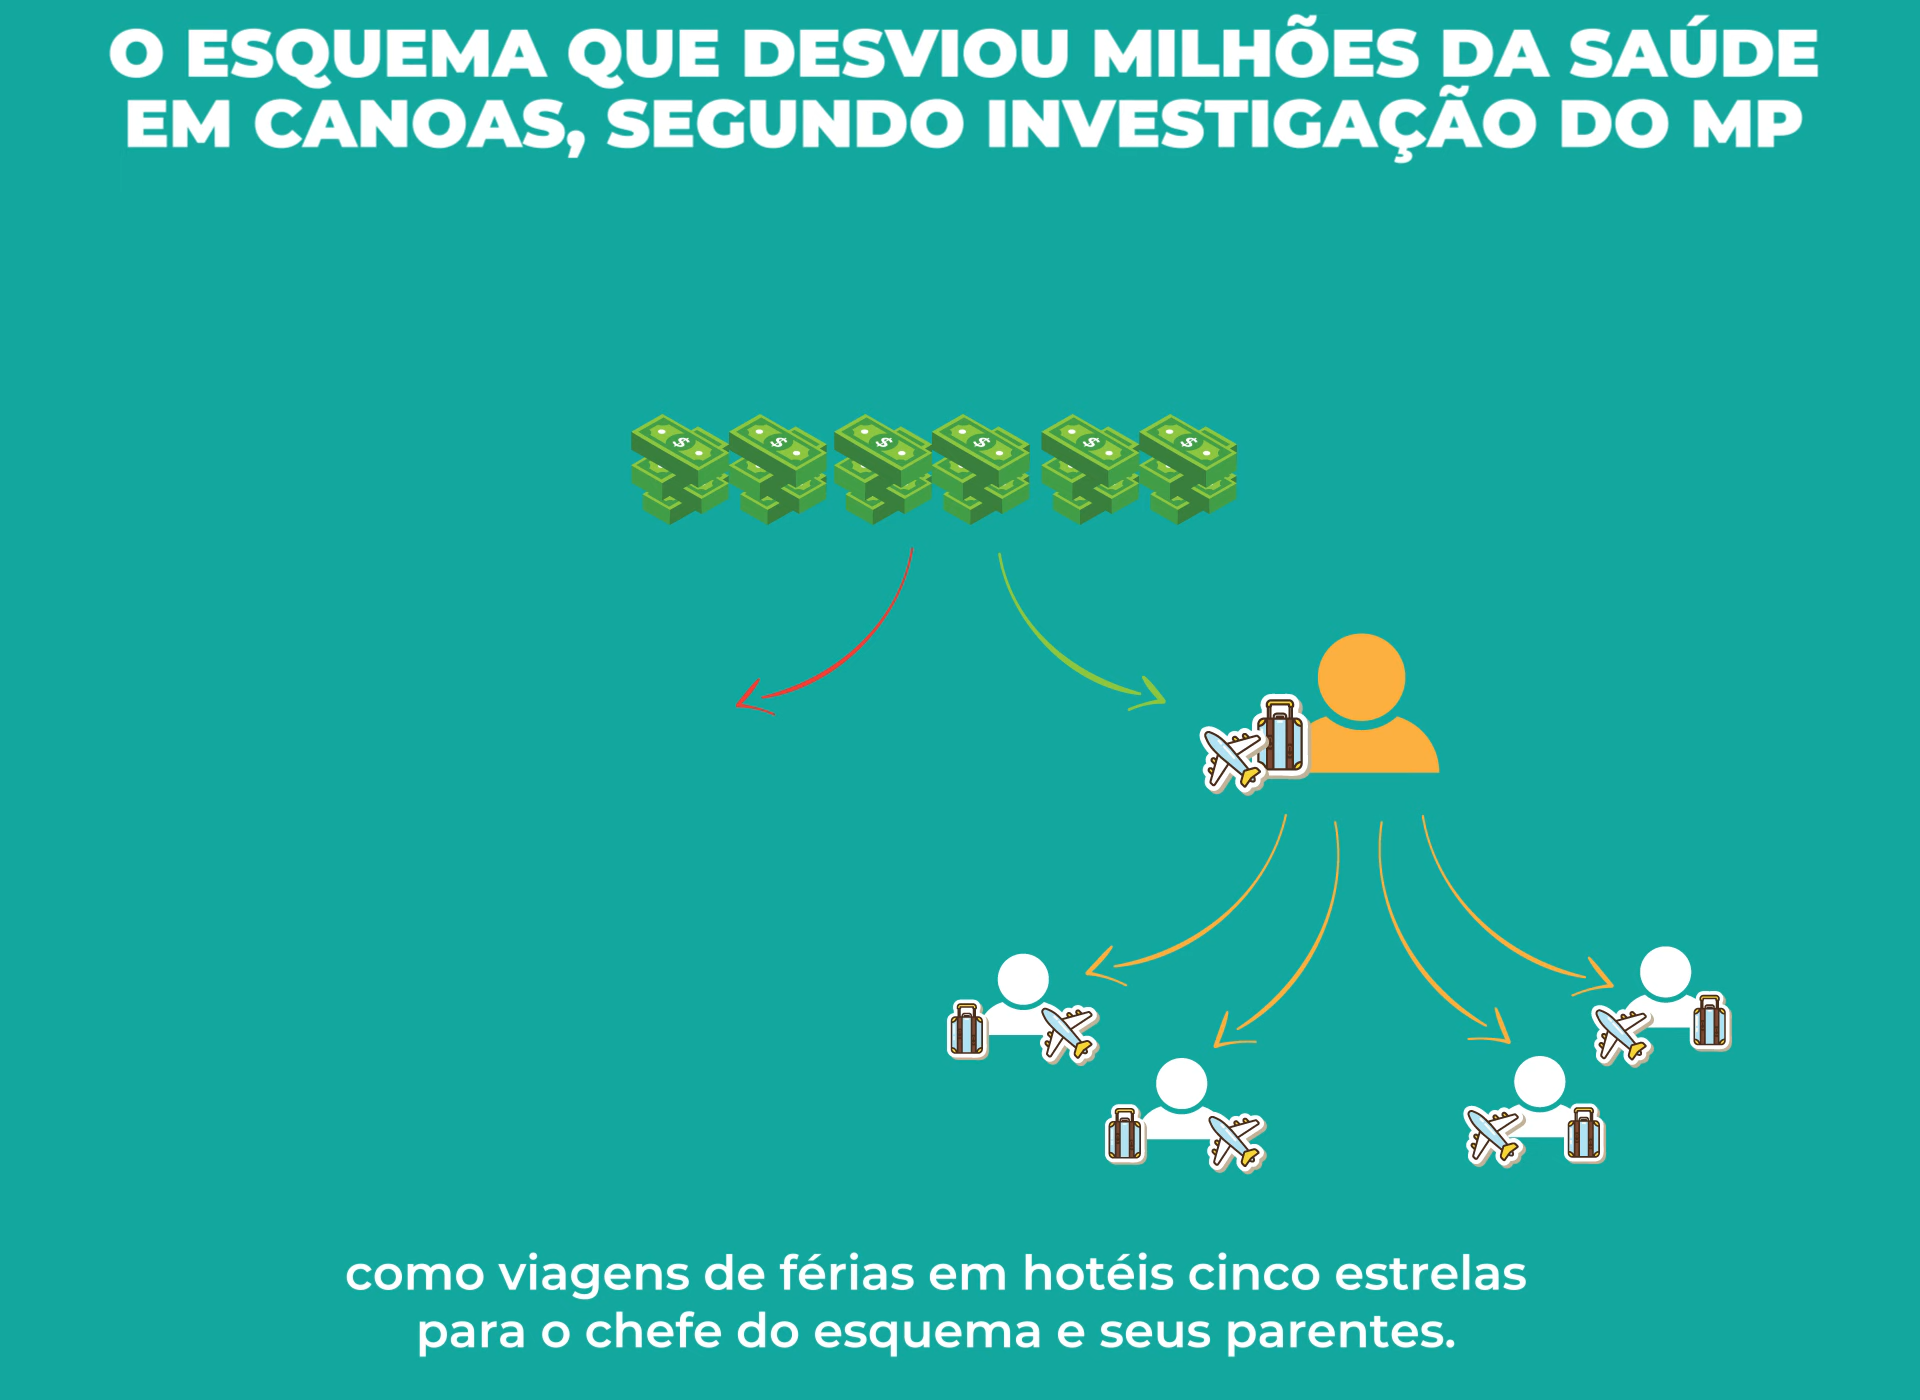 O ESQUEMA QUE DESVIOU MILHÕES DA SAÚDE
EM CANOAS, SEGUNDO INVESTIGAÇÃO DO MP
como viagens de férias em hotéis cinco estrelas
para o chefe do esquema e seus parentes.